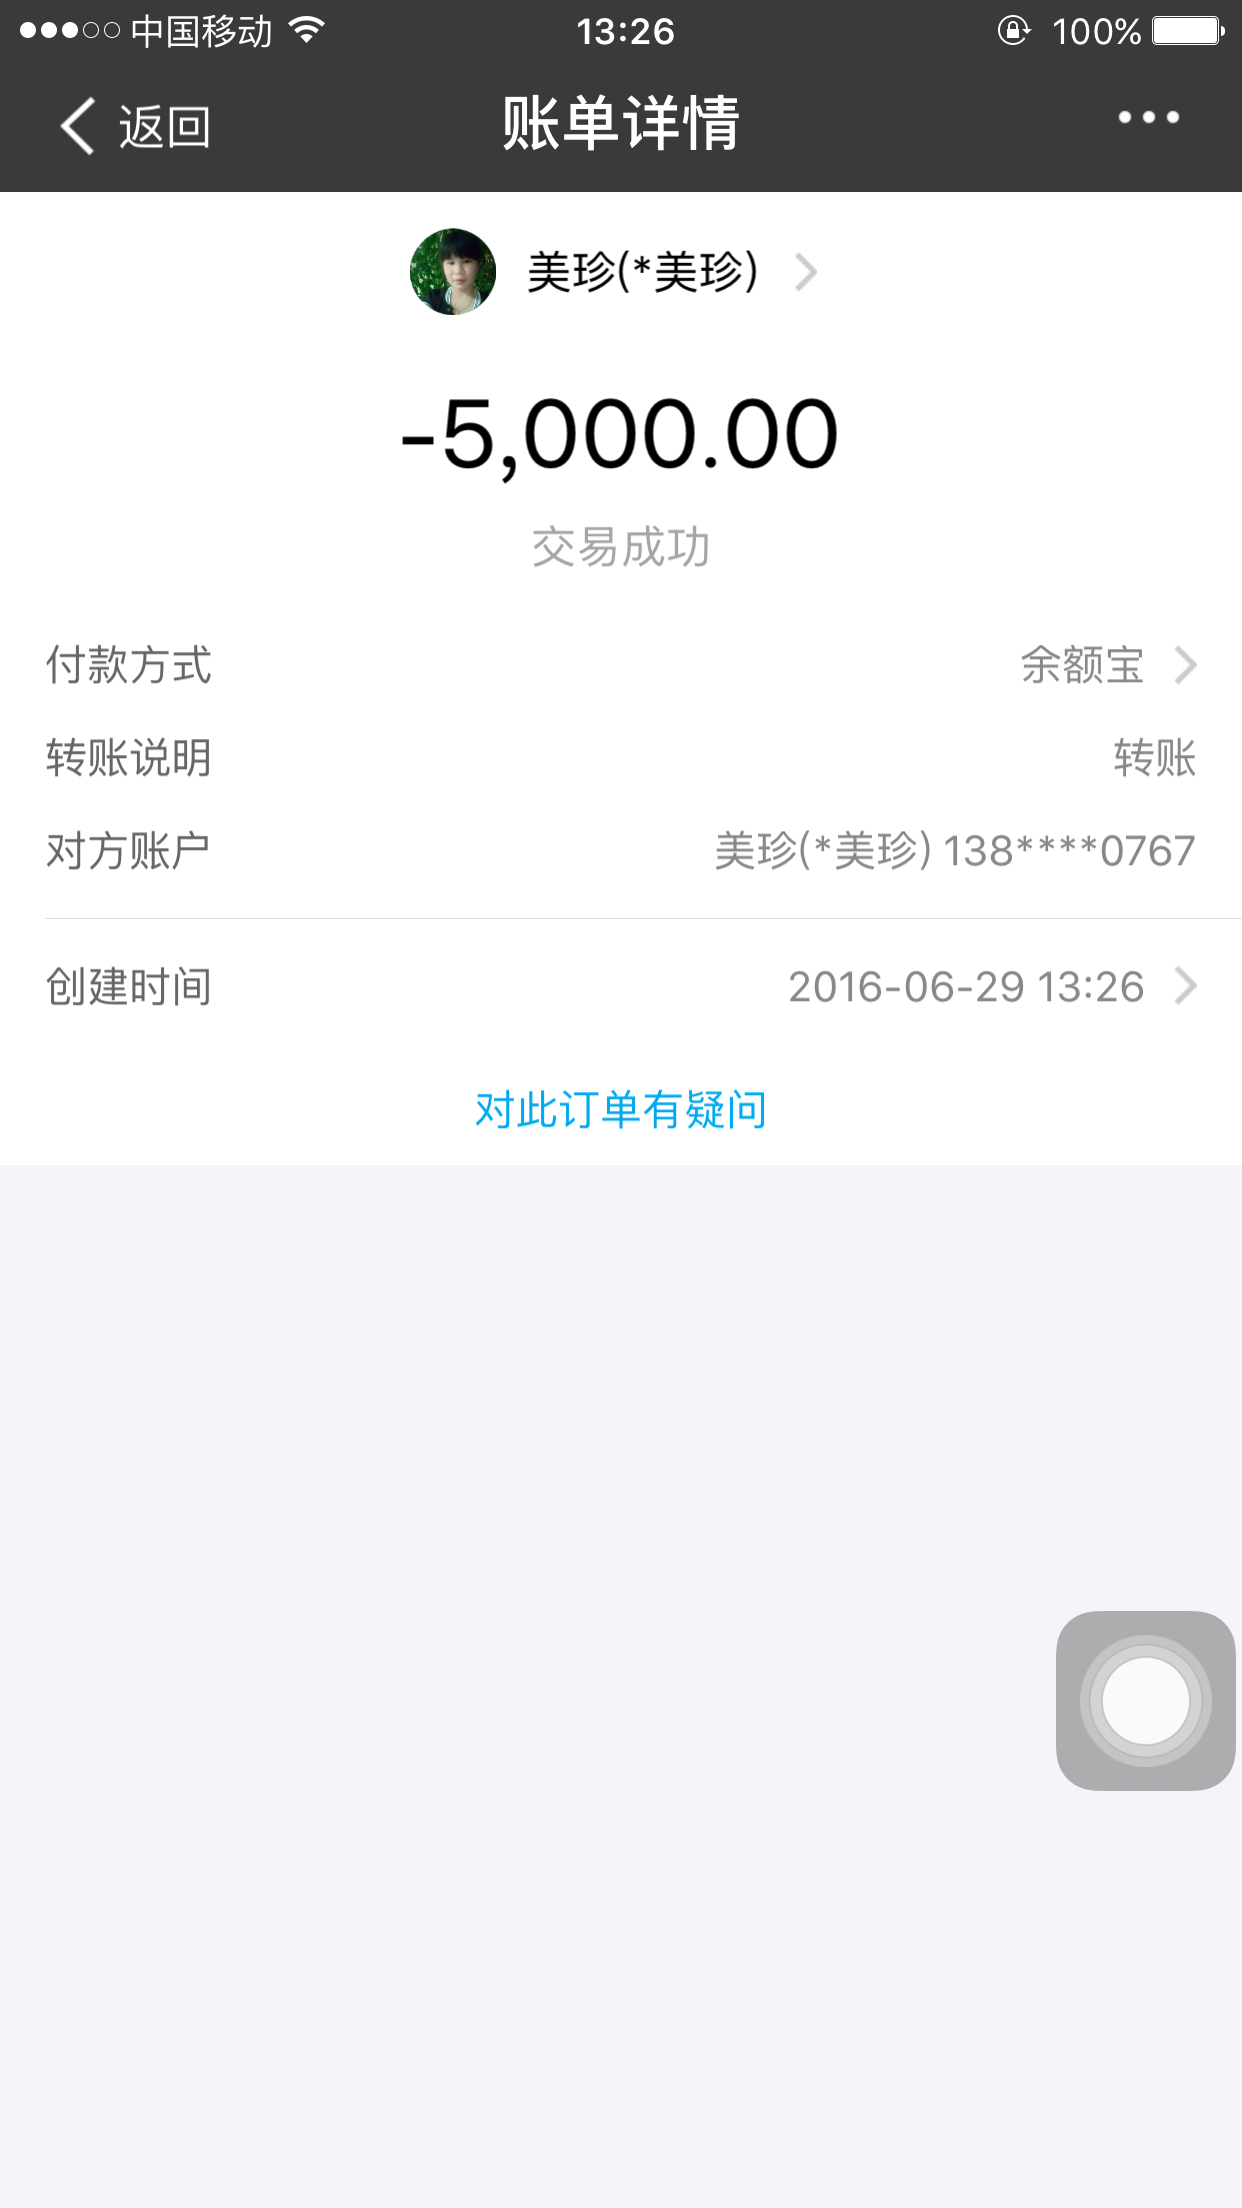 中国移动 13:26 100%
返回 账单详情
美珍(*美珍)
-5,000.00
交易成功
付款方式 余额宝
转账说明 转账
对方账户 美珍(*美珍) 138****0767
创建时间 2016-06-29 13:26
对此订单有疑问